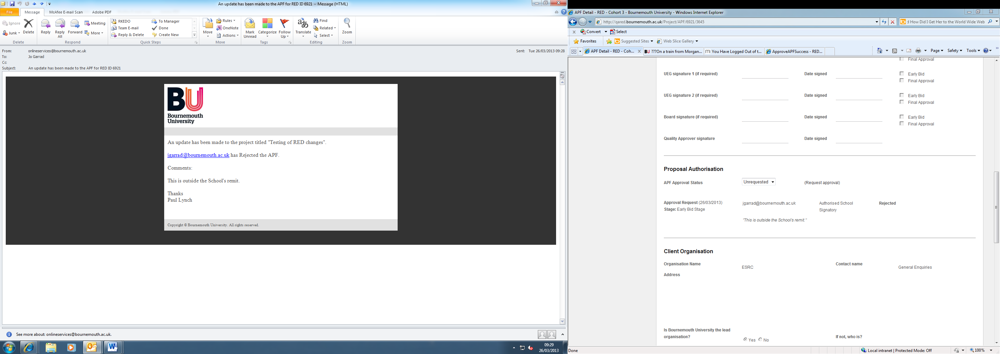 An update has been made to the APF for RED ID 6921 - Message (HTML)
File Message McAfee E-mail Scan Adobe PDF
Ignore
Junk
Delete
Delete
Reply
Reply All
Forward
Meeting
More
Respond
RKEDO
Team E-mail
Reply & Delete
To Manager
Done
Create New
Quick Steps
Move
Rules
OneNote
Actions
Move
Mark Unread
Categorize
Follow Up
Tags
Translate
Find
Related
Select
Editing
Zoom
Zoom
From: onlineservices@bournemouth.ac.uk
Sent: Tue 26/03/2013 09:28
To: Jo Garrad
Cc:
Subject: An update has been made to the APF for RED ID 6921
BU
Bournemouth
University
An update has been made to the project titled "Testing of RED changes".
jgarrad@bournemouth.ac.uk has Rejected the APF.
Comments:
This is outside the School's remit.
Thanks
Paul Lynch
Copyright © Bournemouth University. All rights reserved.
See more about: onlineservices@bournemouth.ac.uk.
09:29
26/03/2013
APF Detail - RED - Cohort 3 - Bournemouth University - Windows Internet Explorer
http://qared.bournemouth.ac.uk/Project/APF/6921/3645
d How Did I Get Her to the World Wide Web
x Convert Select
Favorites Suggested Sites Web Slice Gallery
APF Detail - RED - Coh... ???On a train from Morgan... You Have Logged Out of t... ApproveAPFSuccess - RED...
Page Safety Tools
Final Approval
UEG signature 1 (if required) Date signed Early Bid
Final Approval
UEG signature 2 (if required) Date signed Early Bid
Final Approval
Board signature (if required) Date signed Early Bid
Final Approval
Quality Approver signature Date signed
Proposal Authorisation
APF Approval Status Unrequested (Request approval)
Approval Request (26/03/2013) jgarrad@bournemouth.ac.uk Authorised School Rejected
Stage: Early Bid Stage Signatory
"This is outside the School's remit."
Client Organisation
Organisation Name ESRC Contact name General Enquiries
Address
Is Bournemouth University the lead
organisation? Yes No If not, who is?
Done Local intranet | Protected Mode: Off 100%